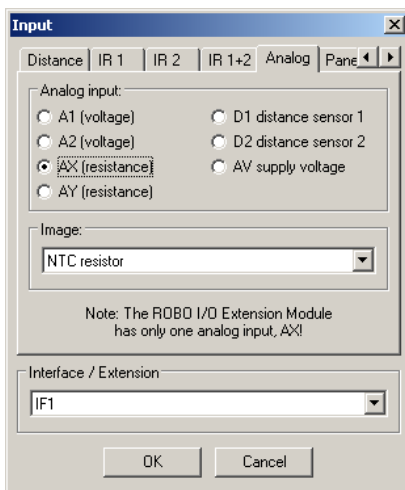 Input
Distance IR 1 IR 2 IR 1+2 Analog Pane
Analog input:
A1 (voltage) D1 distance sensor 1
A2 (voltage) D2 distance sensor 2
AX (resistance) AV supply voltage
AY (resistance)
Image:
NTC resistor
Note: The ROBO I/O Extension Module
has only one analog input, AX!
Interface / Extension
IF1
OK Cancel